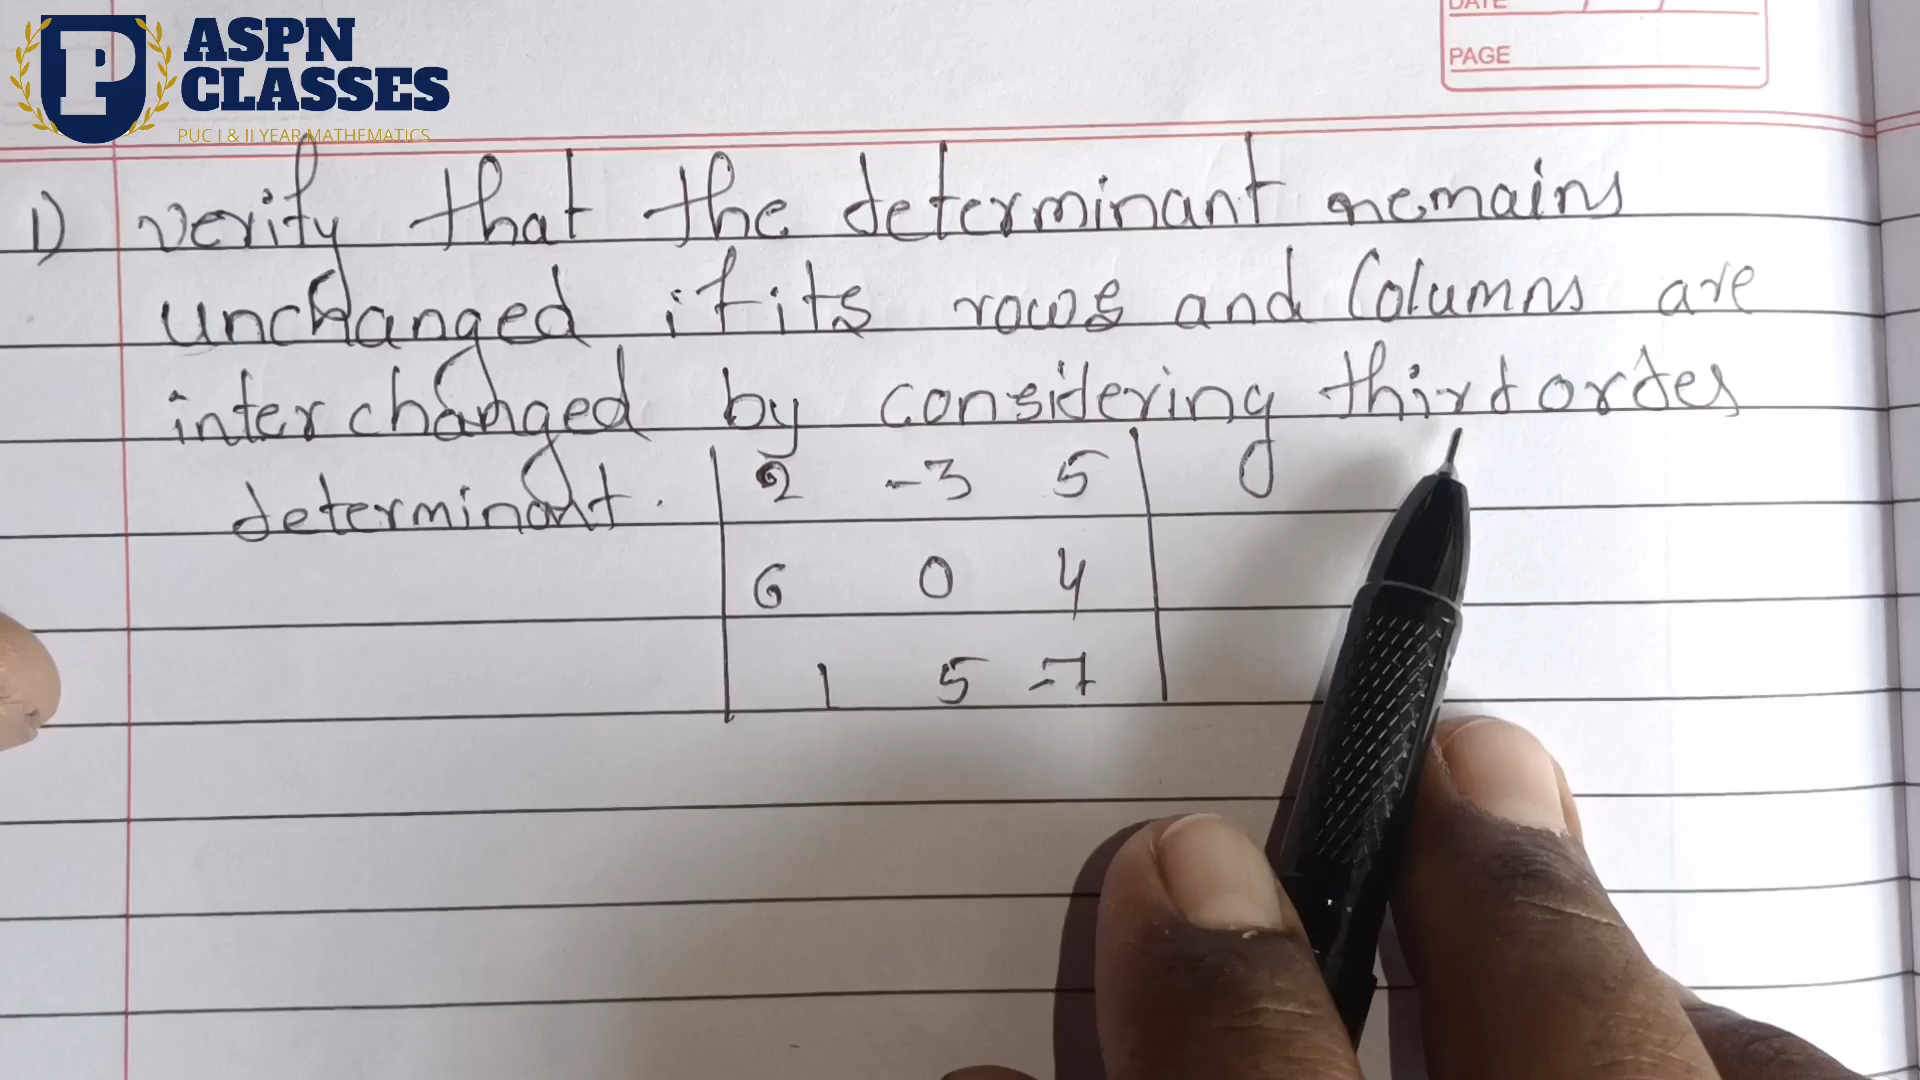 ASPN
CLASSES
PUC I & II YEAR MATHEMATICS
DATE / /
PAGE
1) verify that the determinant remains
unchanged if its rows and Columns are
interchanged by considering third order
determinant. | 2 -3 5 |
6 0 4
1 5 -7